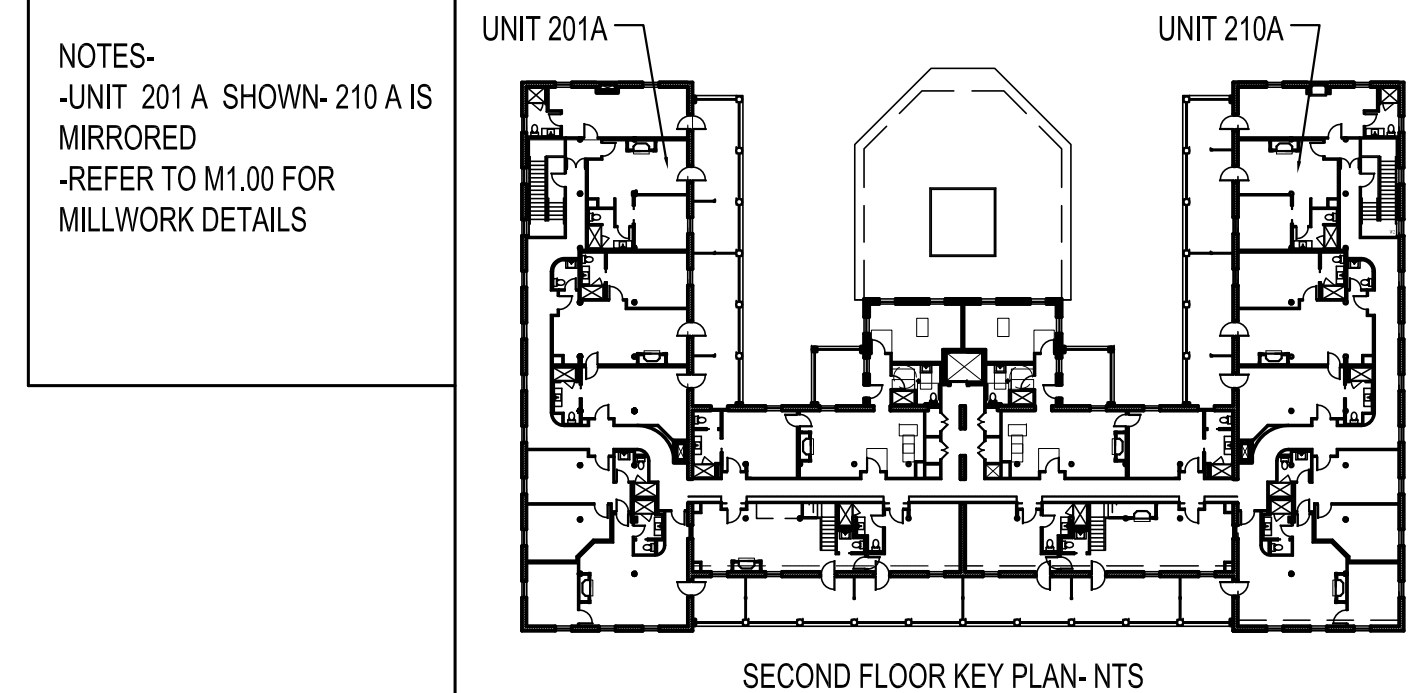 NOTES-
-UNIT 201 A SHOWN- 210 A IS
MIRRORED
-REFER TO M1.00 FOR
MILLWORK DETAILS
UNIT 201A
UNIT 210A
SECOND FLOOR KEY PLAN- NTS